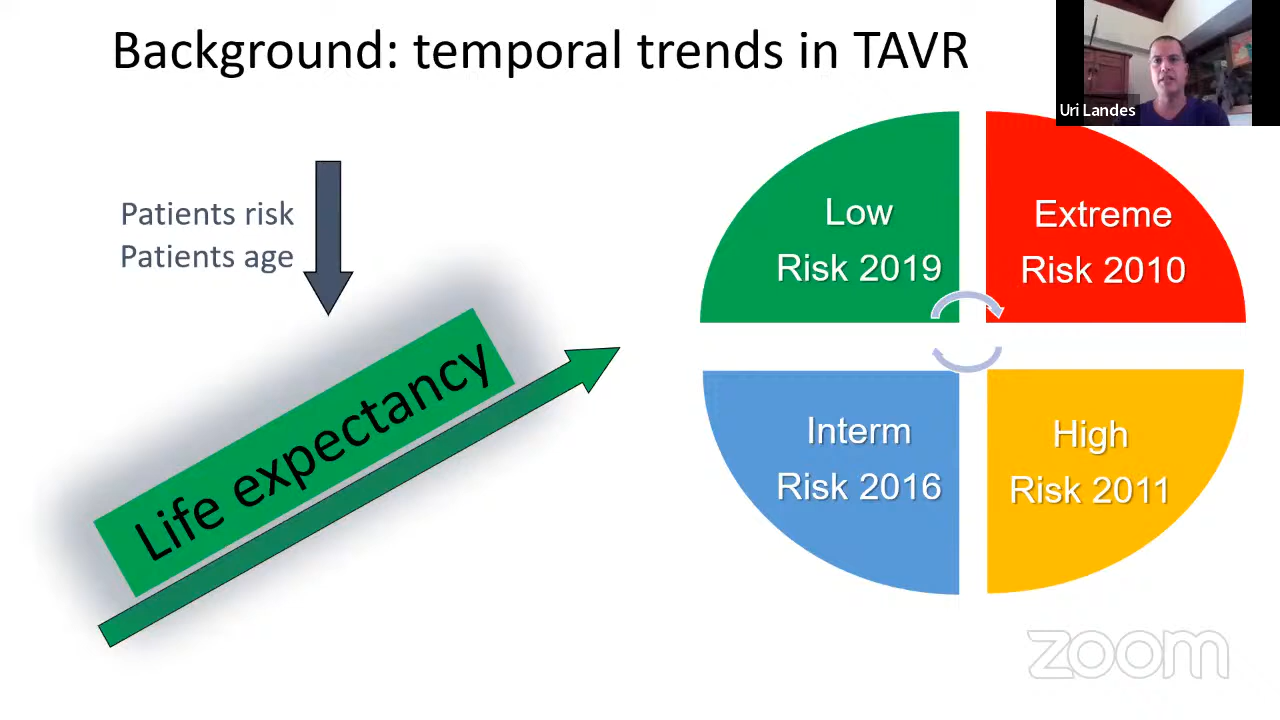 Background: temporal trends in TAVR
Uri Landes
Patients risk
Patients age
Life expectancy
Low
Risk 2019
Extreme
Risk 2010
Interm
Risk 2016
High
Risk 2011
zoom